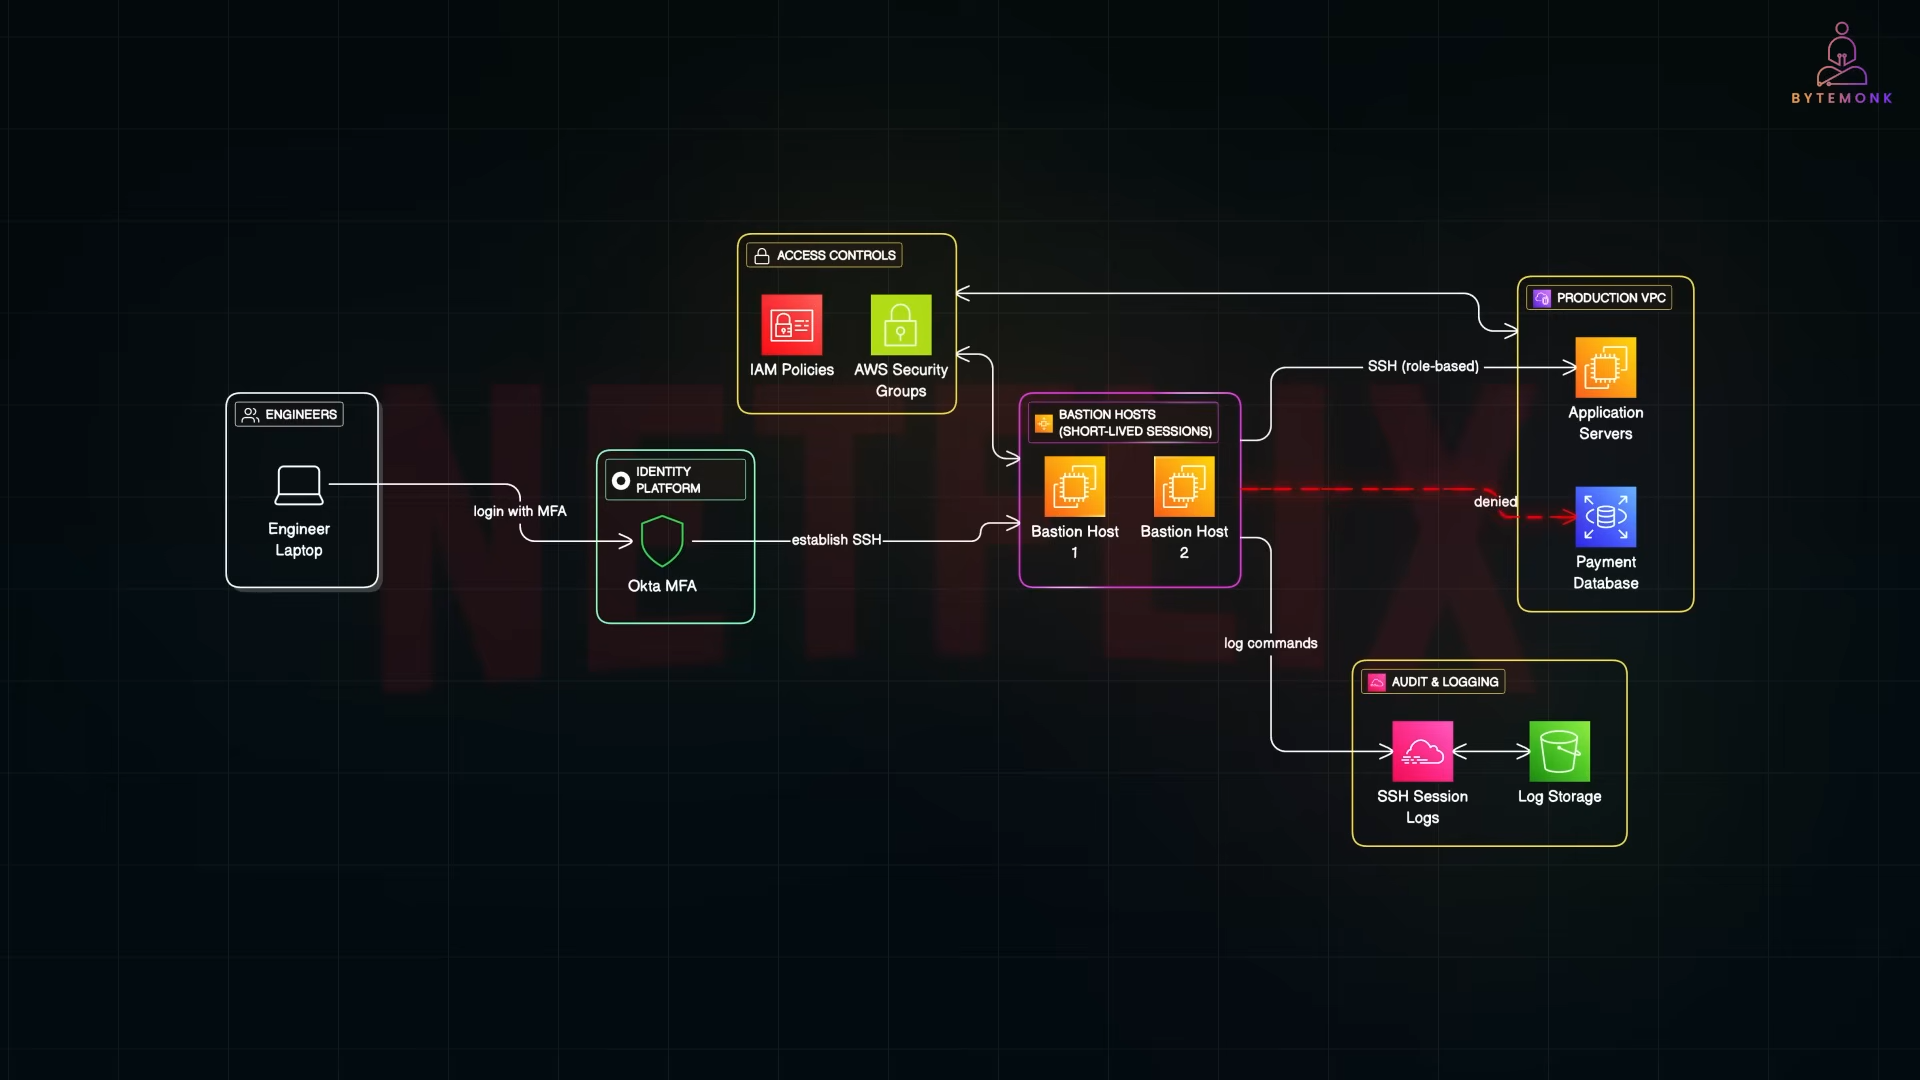 BYTEMONK
ACCESS CONTROLS
IAM Policies
AWS Security
Groups
PRODUCTION VPC
SSH (role-based)
Application
Servers
ENGINEERS
Engineer
Laptop
login with MFA
IDENTITY
PLATFORM
Okta MFA
establish SSH
BASTION HOSTS
(SHORT-LIVED SESSIONS)
Bastion Host
1
Bastion Host
2
denied
Payment
Database
log commands
AUDIT & LOGGING
SSH Session
Logs
Log Storage
NETFLIX